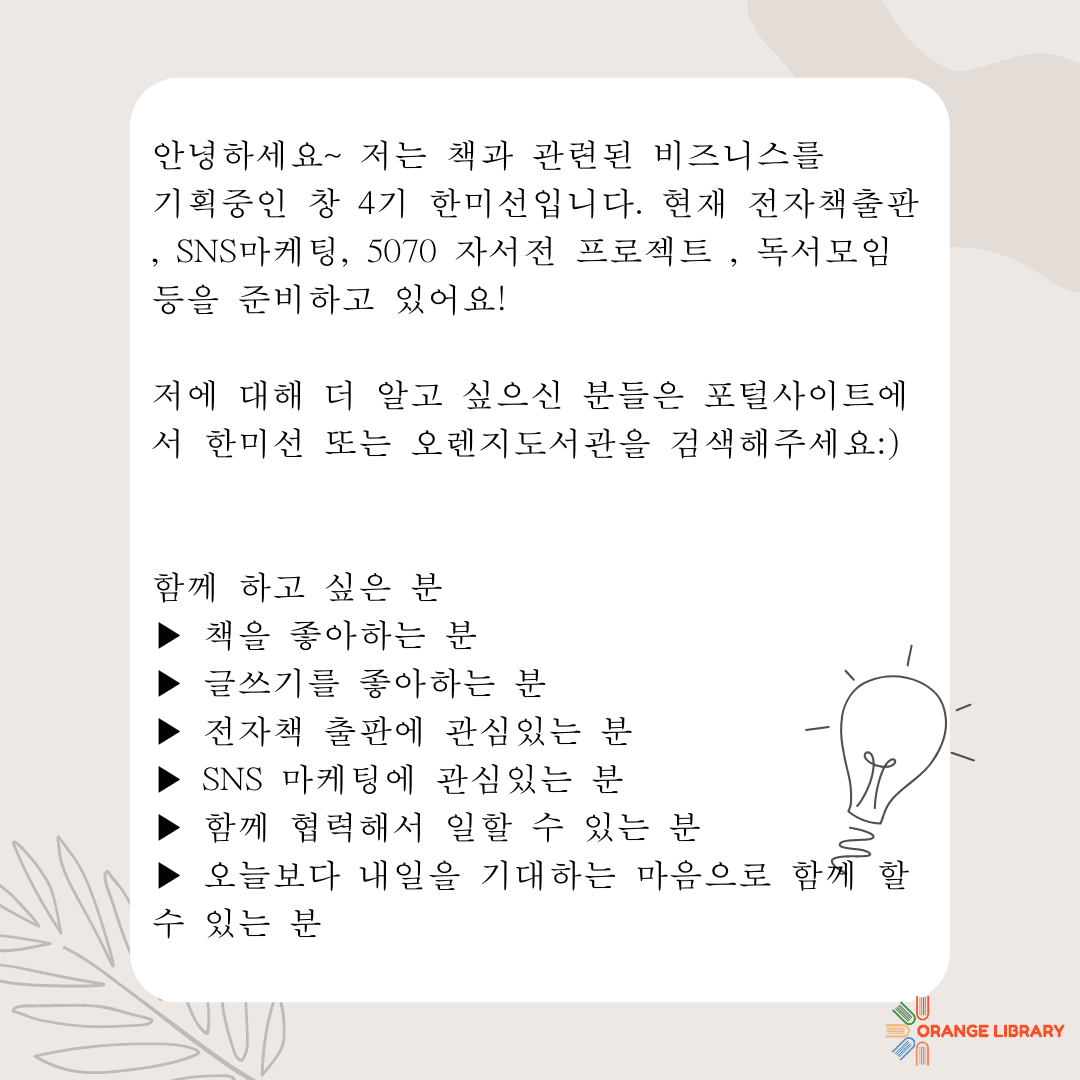 안녕하세요~ 저는 책과 관련된 비즈니스를
기획중인 창 4기 한미선입니다. 현재 전자책출판
, SNS마케팅, 5070 자서전 프로젝트 , 독서모임
등을 준비하고 있어요!
저에 대해 더 알고 싶으신 분들은 포털사이트에
서 한미선 또는 오렌지도서관을 검색해주세요:)
함께 하고 싶은 분
▶ 책을 좋아하는 분
▶ 글쓰기를 좋아하는 분
▶ 전자책 출판에 관심있는 분
▶ SNS 마케팅에 관심있는 분
▶ 함께 협력해서 일할 수 있는 분
▶ 오늘보다 내일을 기대하는 마음으로 함께 할
수 있는 분
ORANGE LIBRARY